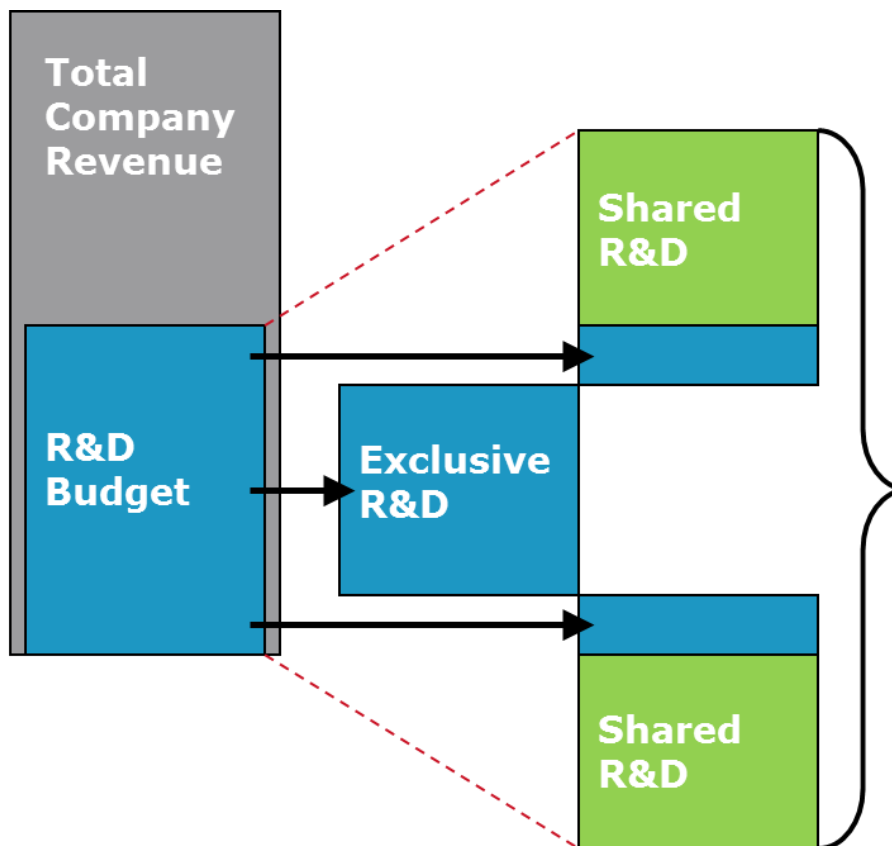 Total
Company
Revenue
Shared
R&D
R&D
Budget
Exclusive
R&D
Shared
R&D